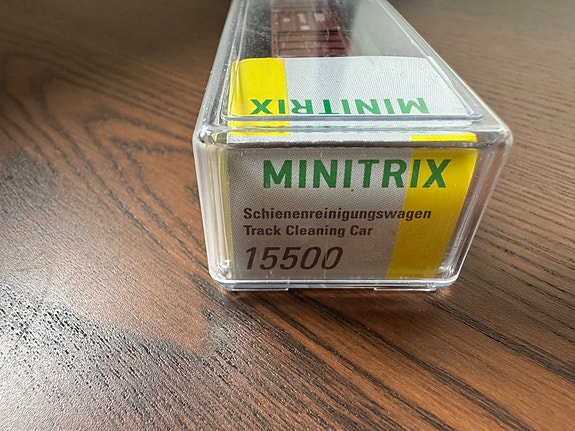 MINITRIX
MINITRIX
Schienenreinigungswagen
Track Cleaning Car
15500